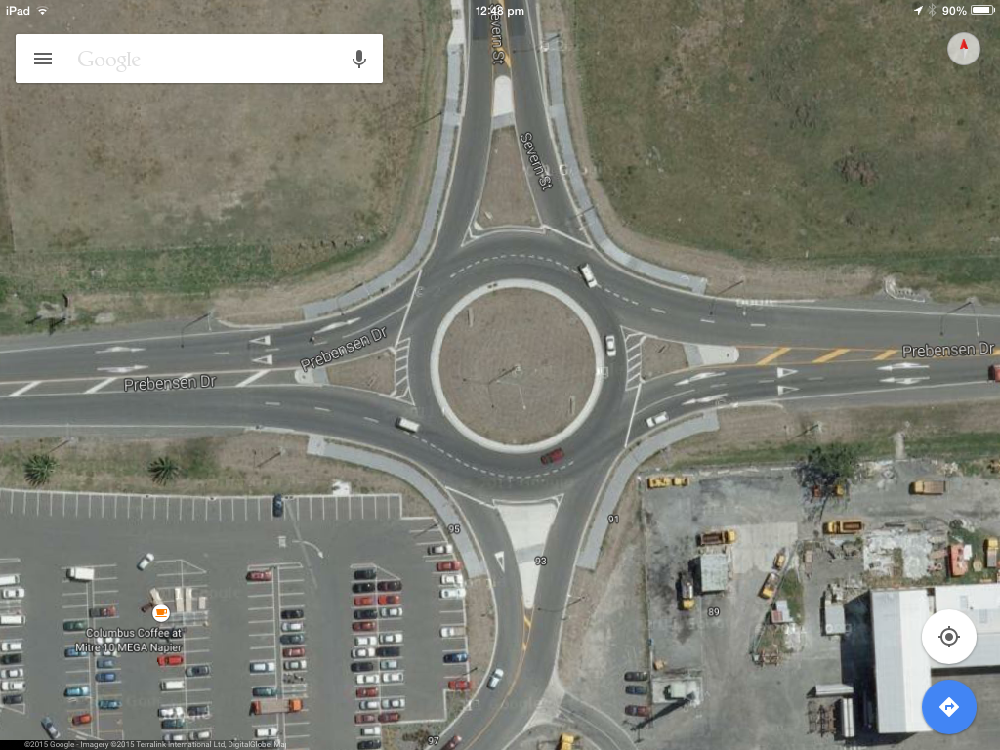 iPad
12:48 pm
90%
Google
Severn St
Severn St
Prebensen Dr
Prebensen Dr
Prebensen Dr
95
91
93
89
Columbus Coffee at
Mitre 10 MEGA Napier
97
©2015 Google - Imagery ©2015 Terralink International Ltd, DigitalGlobe, Ma